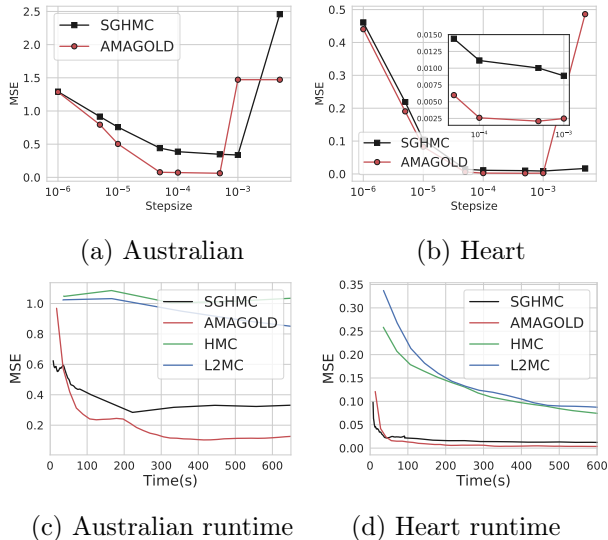 2.5
2.0
1.5
1.0
0.5
0.0
MSE
SGHMC
AMAGOLD
10⁻⁶ 10⁻⁵ 10⁻⁴ 10⁻³
Stepsize
(a) Australian
0.5
0.4
0.3
0.2
0.1
0.0
MSE
0.0150
0.0125
0.0100
0.0075
0.0050
0.0025
10⁻⁴ 10⁻³
SGHMC
AMAGOLD
10⁻⁶ 10⁻⁵ 10⁻⁴ 10⁻³
Stepsize
(b) Heart
1.0
0.8
0.6
0.4
0.2
MSE
SGHMC
AMAGOLD
HMC
L2MC
0 100 200 300 400 500 600
Time(s)
(c) Australian runtime
0.35
0.30
0.25
0.20
0.15
0.10
0.05
0.00
MSE
SGHMC
AMAGOLD
HMC
L2MC
0 100 200 300 400 500 600
Time(s)
(d) Heart runtime